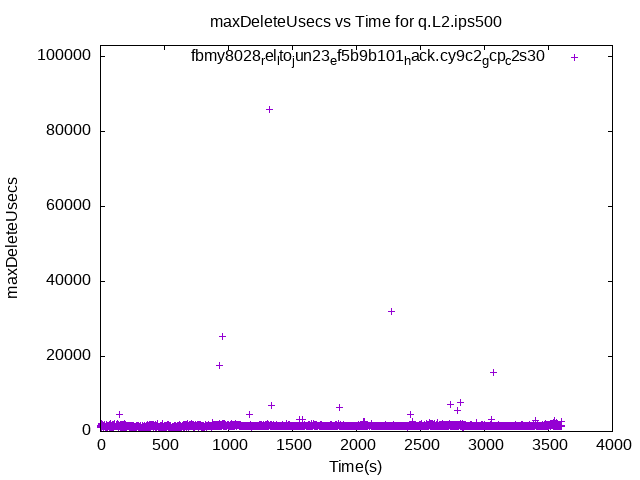 maxDeleteUsecs vs Time for q.L2.ips500
fbmy8028relltojun23ef5b9b101hack.cy9c2gcpc2s30
100000
80000
60000
40000
20000
0
maxDeleteUsecs
0 500 1000 1500 2000 2500 3000 3500 4000
Time(s)